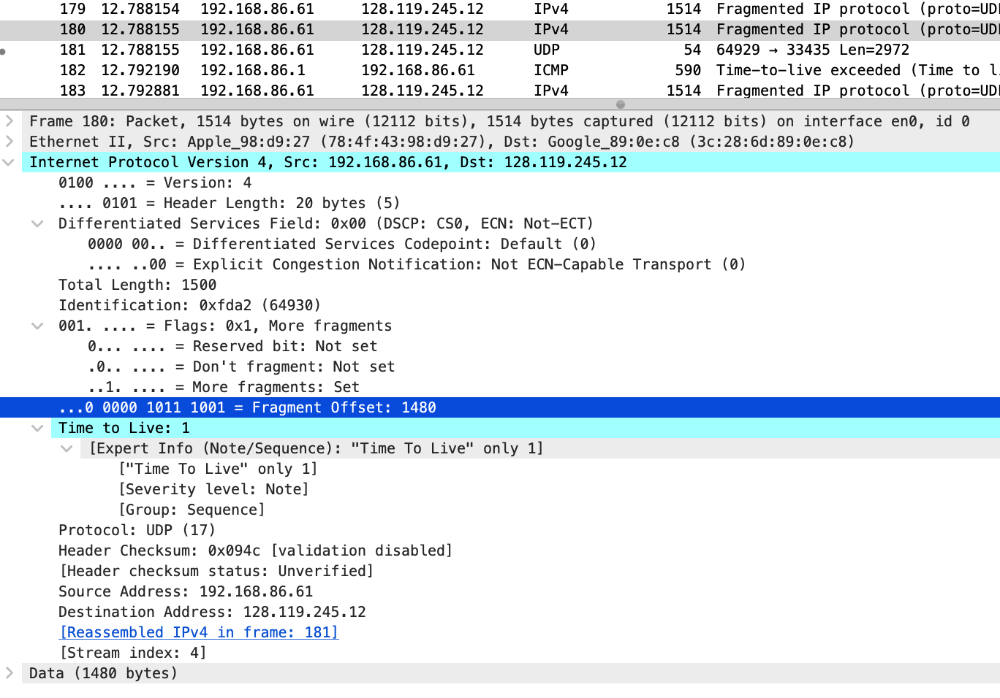 179 12.788154 192.168.86.61 128.119.245.12 IPv4 1514 Fragmented IP protocol (proto=UD
180 12.788155 192.168.86.61 128.119.245.12 IPv4 1514 Fragmented IP protocol (proto=UD
181 12.788155 192.168.86.61 128.119.245.12 UDP 54 64929 → 33435 Len=2972
182 12.792190 192.168.86.1 192.168.86.61 ICMP 590 Time-to-live exceeded (Time to l
183 12.792881 192.168.86.61 128.119.245.12 IPv4 1514 Fragmented IP protocol (proto=UD
Frame 180: Packet, 1514 bytes on wire (12112 bits), 1514 bytes captured (12112 bits) on interface en0, id 0
Ethernet II, Src: Apple_98:d9:27 (78:4f:43:98:d9:27), Dst: Google_89:0e:c8 (3c:28:6d:89:0e:c8)
Internet Protocol Version 4, Src: 192.168.86.61, Dst: 128.119.245.12
0100 .... = Version: 4
.... 0101 = Header Length: 20 bytes (5)
Differentiated Services Field: 0x00 (DSCP: CS0, ECN: Not-ECT)
0000 00.. = Differentiated Services Codepoint: Default (0)
.... ..00 = Explicit Congestion Notification: Not ECN-Capable Transport (0)
Total Length: 1500
Identification: 0xfda2 (64930)
001. .... = Flags: 0x1, More fragments
0... .... = Reserved bit: Not set
.0.. .... = Don't fragment: Not set
..1. .... = More fragments: Set
...0 0000 1011 1001 = Fragment Offset: 1480
Time to Live: 1
[Expert Info (Note/Sequence): "Time To Live" only 1]
["Time To Live" only 1]
[Severity level: Note]
[Group: Sequence]
Protocol: UDP (17)
Header Checksum: 0x094c [validation disabled]
[Header checksum status: Unverified]
Source Address: 192.168.86.61
Destination Address: 128.119.245.12
[Reassembled IPv4 in frame: 181]
[Stream index: 4]
Data (1480 bytes)